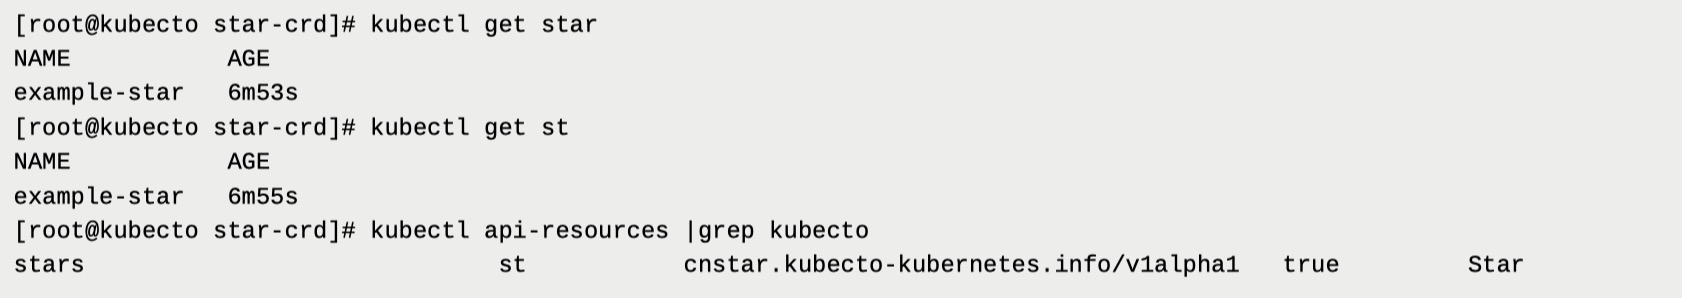 [root@kubecto star-crd]# kubectl get star
NAME           AGE
example-star   6m53s
[root@kubecto star-crd]# kubectl get st
NAME           AGE
example-star   6m55s
[root@kubecto star-crd]# kubectl api-resources |grep kubecto
stars                             st           cnstar.kubecto-kubernetes.info/v1alpha1   true         Star